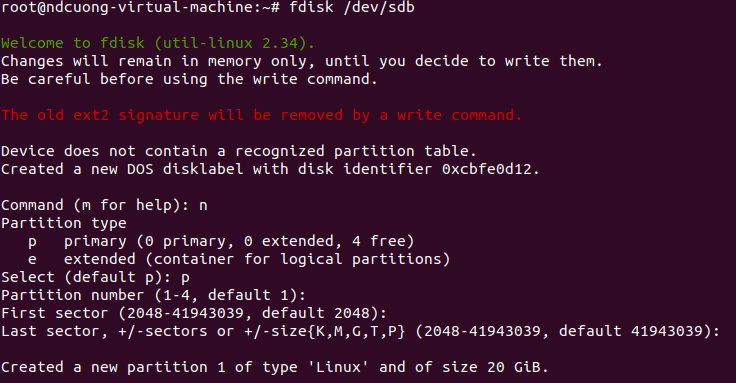 root@ndcuong-virtual-machine:~# fdisk /dev/sdb
Welcome to fdisk (util-linux 2.34).
Changes will remain in memory only, until you decide to write them.
Be careful before using the write command.
The old ext2 signature will be removed by a write command.
Device does not contain a recognized partition table.
Created a new DOS disklabel with disk identifier 0xcbfe0d12.
Command (m for help): n
Partition type
   p   primary (0 primary, 0 extended, 4 free)
   e   extended (container for logical partitions)
Select (default p): p
Partition number (1-4, default 1):
First sector (2048-41943039, default 2048):
Last sector, +/-sectors or +/-size{K,M,G,T,P} (2048-41943039, default 41943039):
Created a new partition 1 of type 'Linux' and of size 20 GiB.